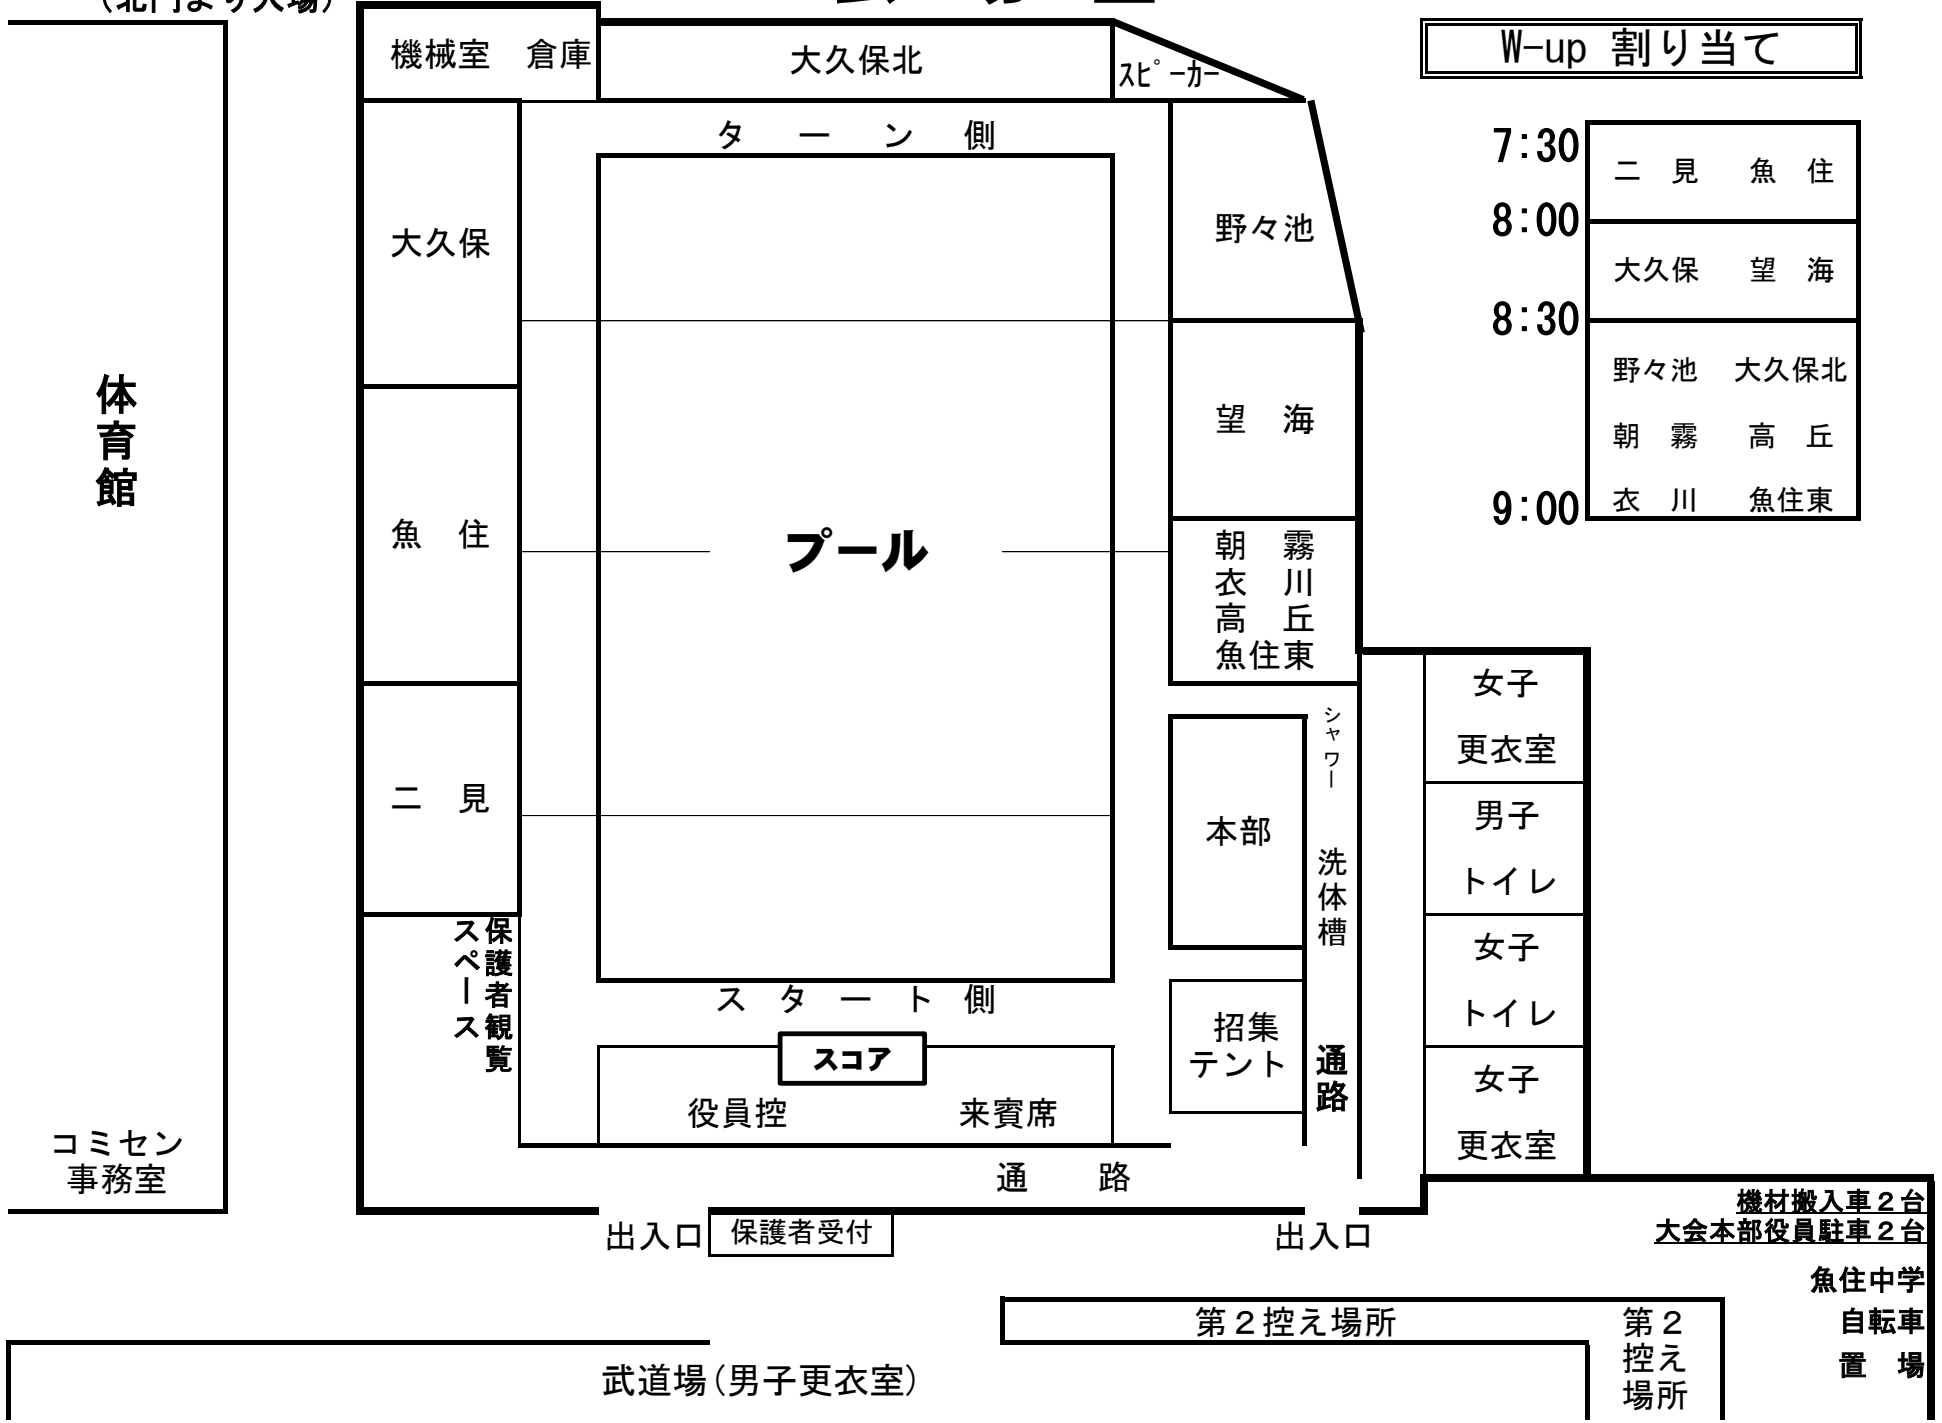 (北門より入場)
機械室　倉庫
大久保北
ｽﾋﾟｰｶｰ
W-up 割り当て
ターン側
7:30
二　見　魚　住
8:00
大久保　望　海
8:30
野々池　大久保北
朝　霧　高　丘
9:00
衣　川　魚住東
大久保
野々池
体育館
望　海
魚　住
プール
朝　霧
衣　川
高　丘
魚住東
女子
更衣室
シャワー
二　見
本部
男子
トイレ
洗体槽
保護者観覧
スペース
女子
トイレ
スタート側
招集
テント
通路
スコア
役員控
来賓席
女子
更衣室
コミセン
事務室
通　路
機材搬入車２台
大会本部役員駐車２台
出入口
保護者受付
出入口
魚住中学
自転車
置　場
第２控え場所
第２
控え
場所
武道場(男子更衣室)